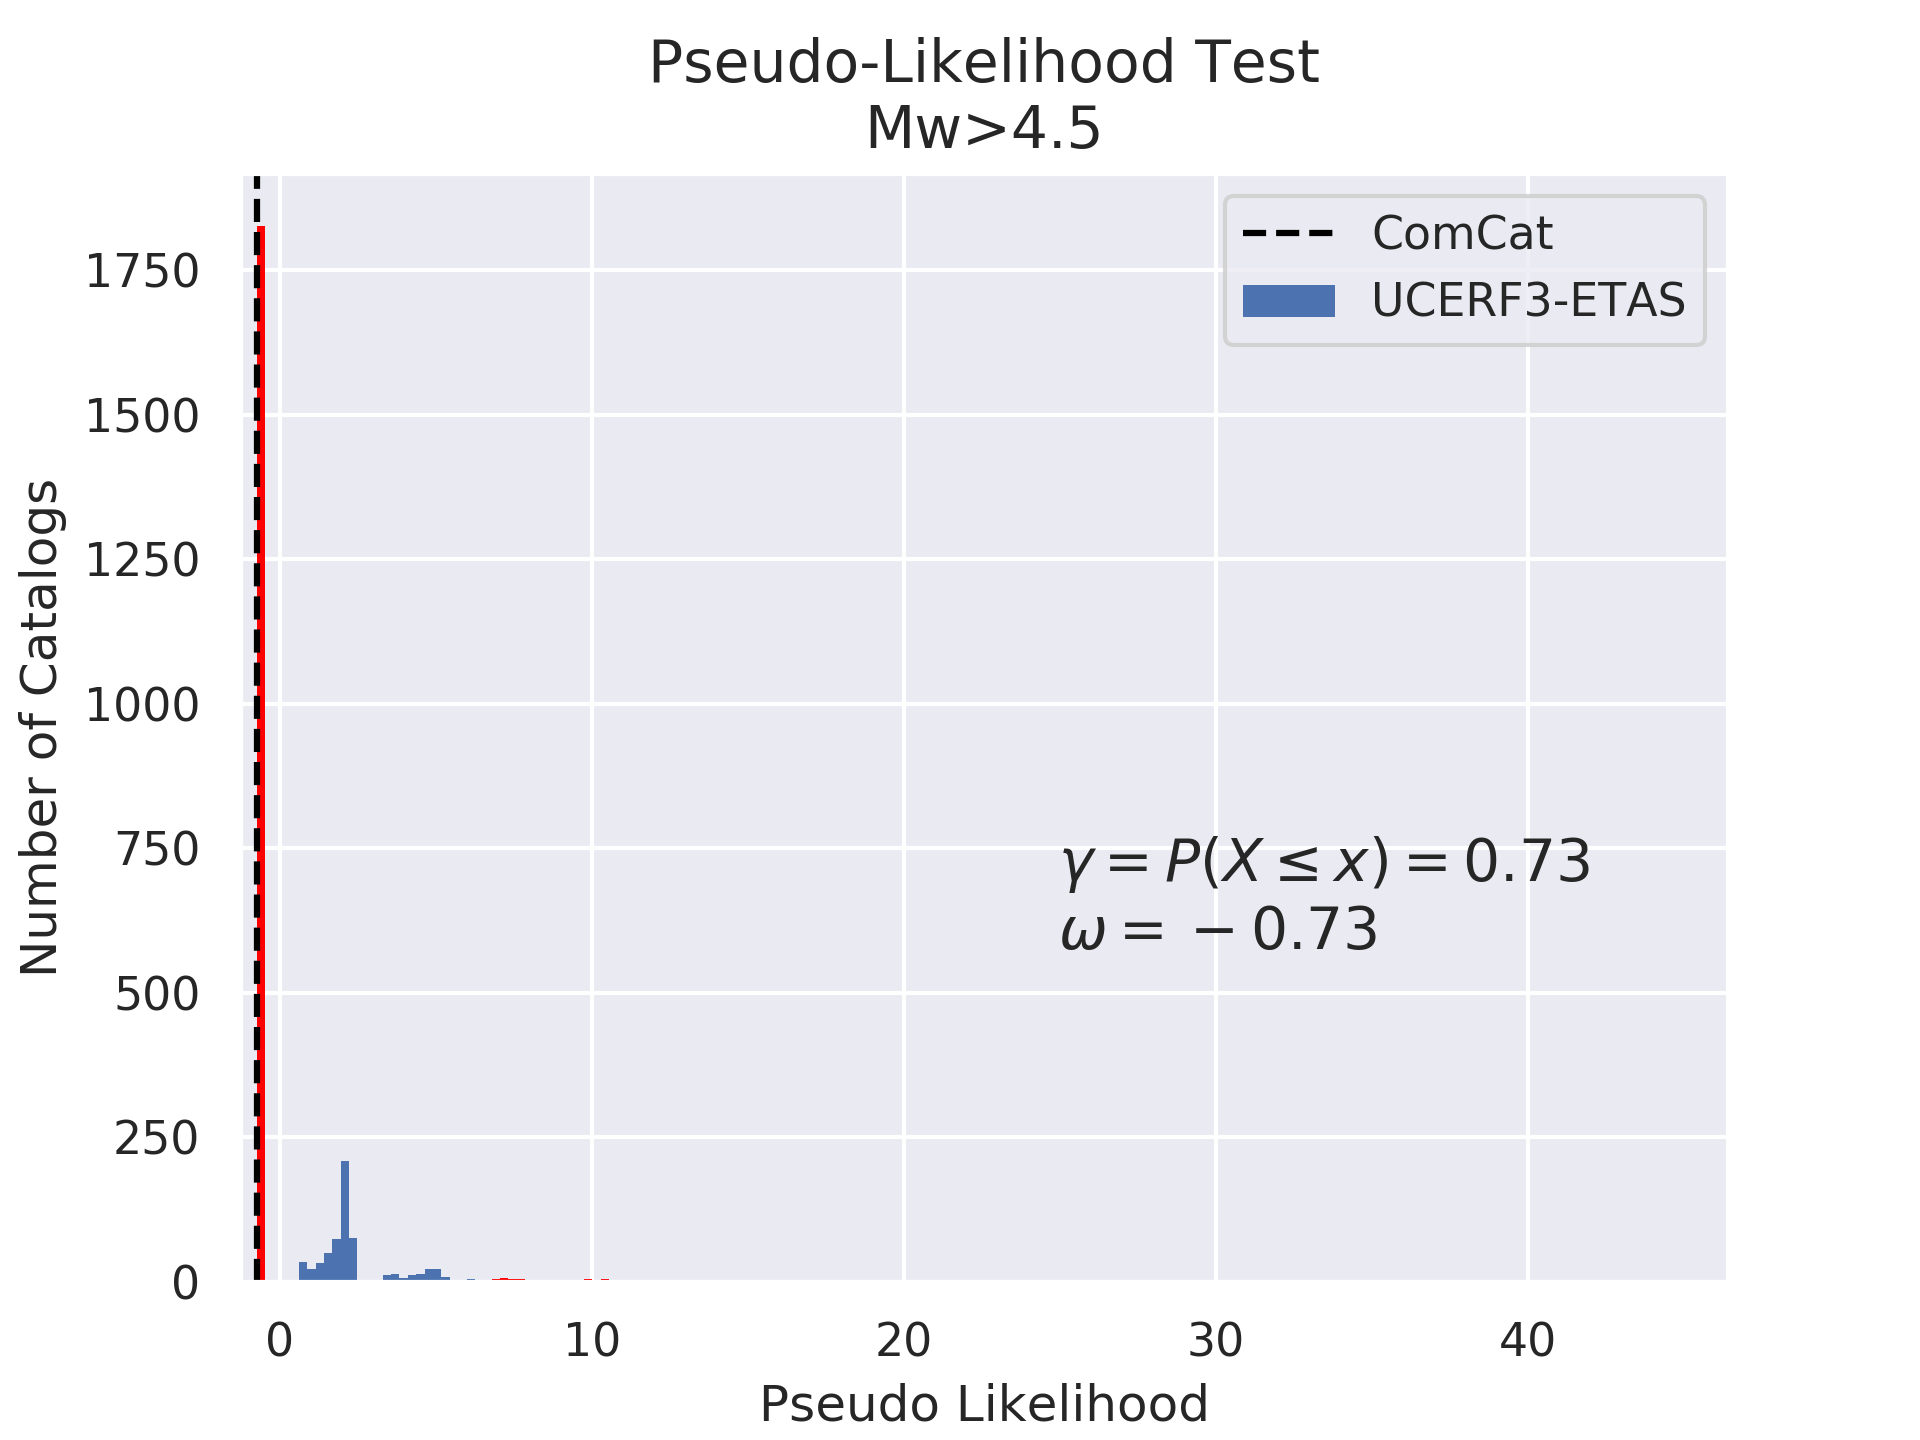 Pseudo-Likelihood Test
Mw>4.5
ComCat
UCERF3-ETAS
Number of Catalogs
1750
1500
1250
1000
750
500
250
0
γ = P(X ≤ x) = 0.73
ω = − 0.73
0 10 20 30 40
Pseudo Likelihood